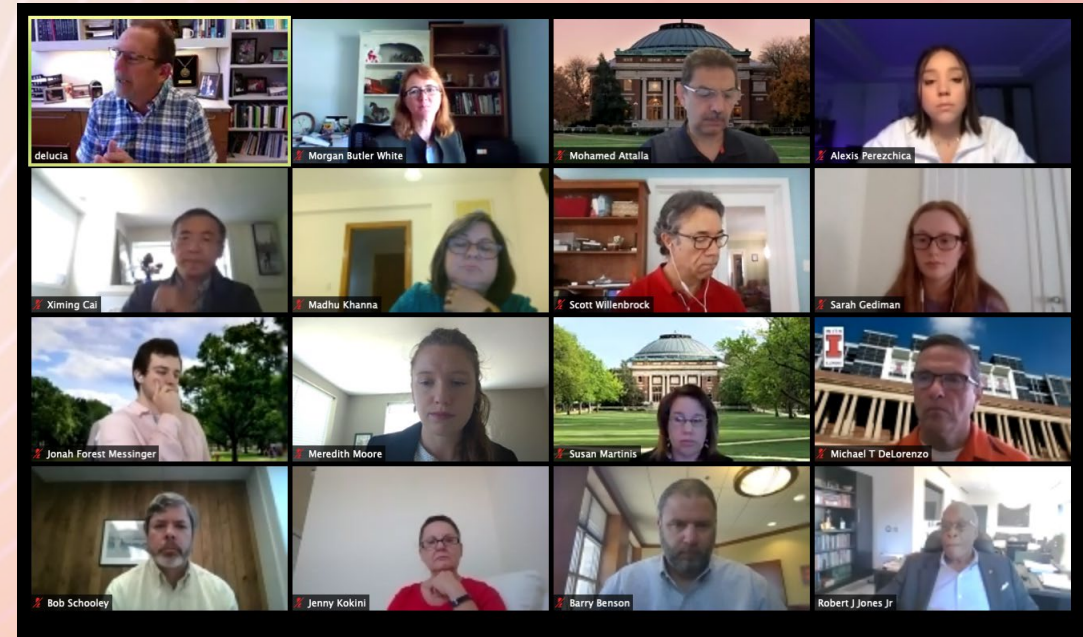 delucia
Morgan Butler White
Mohamed Attalla
Alexis Perezchica
Ximing Cai
Madhu Khanna
Scott Willenbrock
Sarah Gediman
Jonah Forest Messinger
Meredith Moore
Susan Martinis
I
Michael T DeLorenzo
Bob Schooley
Jenny Kokini
Barry Benson
Robert J Jones Jr